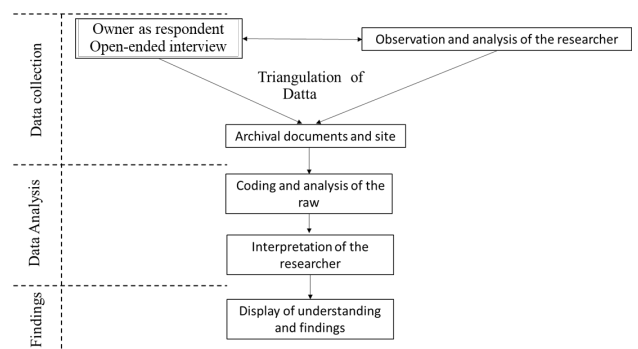 Owner as respondent
Open-ended interview
Observation and analysis of the researcher
Data collection
Triangulation of
Datta
Archival documents and site
Data Analysis
Coding and analysis of the
raw
Interpretation of the
researcher
Findings
Display of understanding
and findings